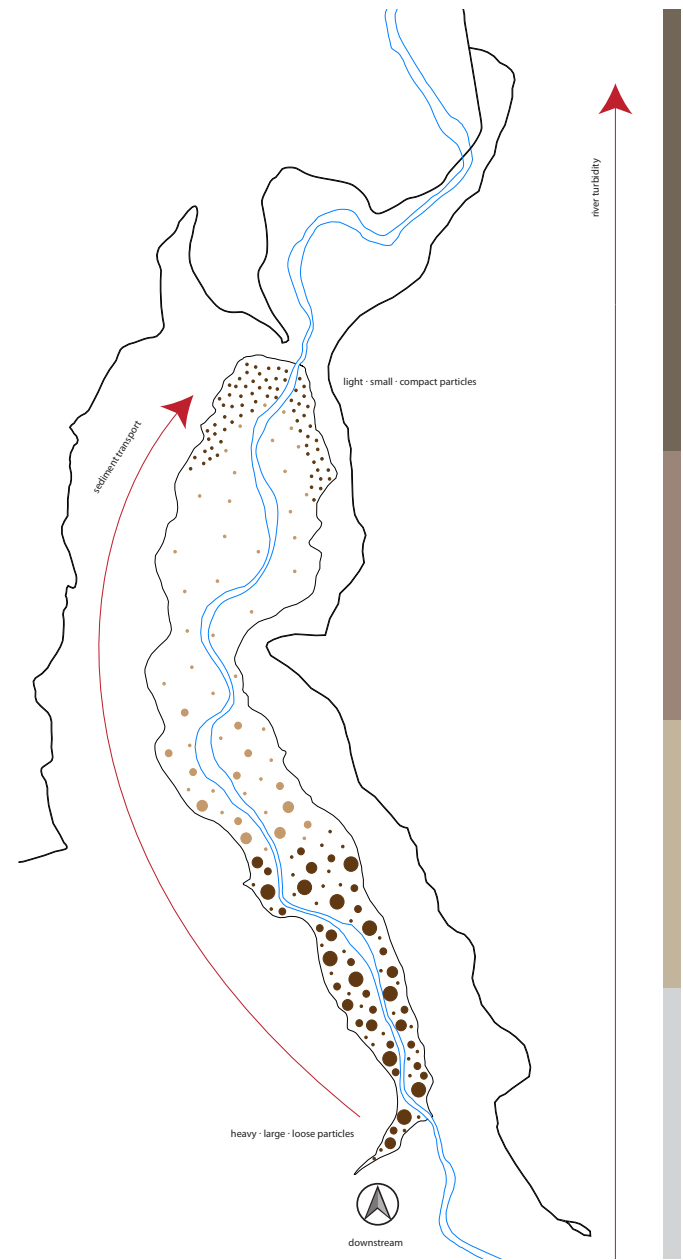 river turbidity
light · small · compact particles
sediment transport
heavy · large · loose particles
downstream